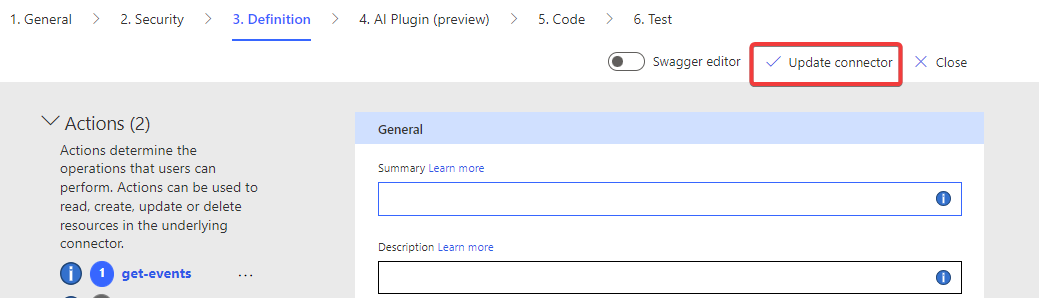 1. General > 2. Security > 3. Definition > 4. AI Plugin (preview) > 5. Code > 6. Test
Swagger editor Update connector Close
Actions (2)
Actions determine the
operations that users can
perform. Actions can be used to
read, create, update or delete
resources in the underlying
connector.
1 get-events ...
General
Summary Learn more
Description Learn more